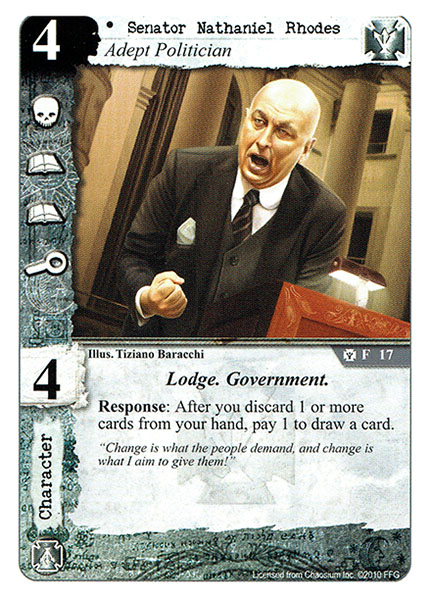 4
• Senator Nathaniel Rhodes
Adept Politician
Illus. Tiziano Baracchi
F 17
4
Lodge. Government.
Response: After you discard 1 or more
cards from your hand, pay 1 to draw a card.
“Change is what the people demand, and change is
what I aim to give them!”
Character
Licensed from Chaosium Inc. ©2010 FFG